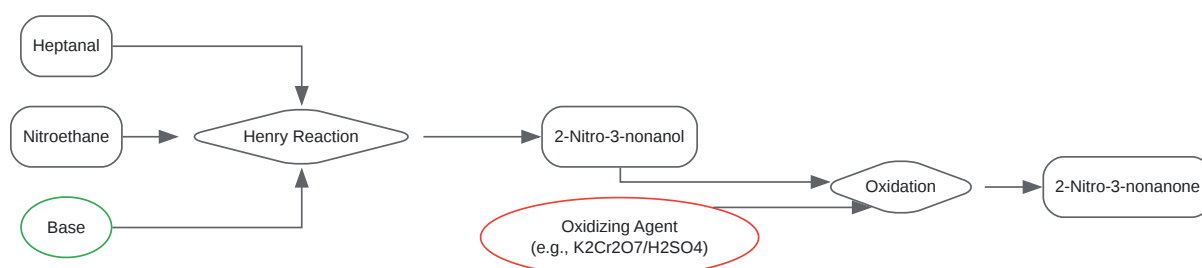 Heptanal
Nitroethane
Henry Reaction
2-Nitro-3-nonanol
Base
Oxidizing Agent
(e.g., K2Cr2O7/H2SO4)
Oxidation
2-Nitro-3-nonanone